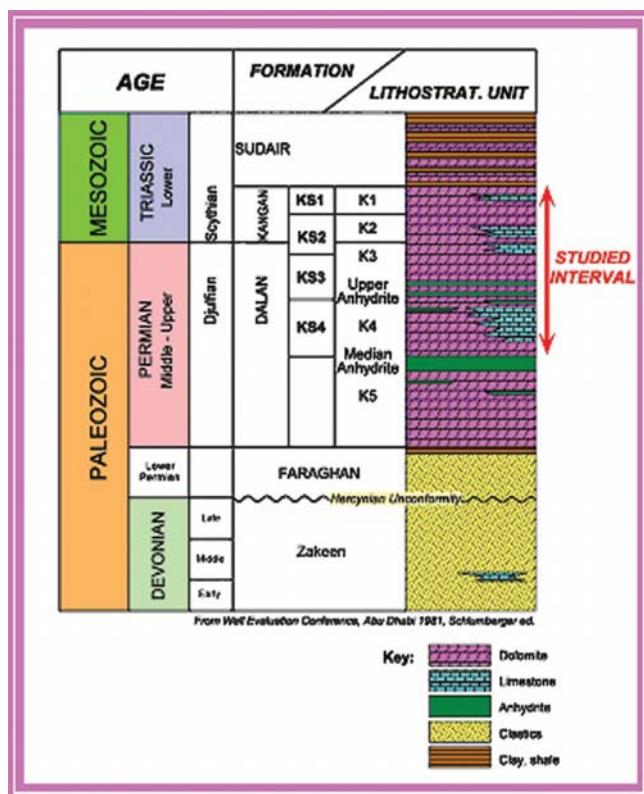 AGE
FORMATION
LITHOSTRAT. UNIT
MESOZOIC
TRIASSIC
Lower
Scythian
SUDAIR
KANGAN
KS1
K1
KS2
K2
PALEOZOIC
PERMIAN
Middle - Upper
Djulfian
DALAN
KS3
KS4
K3
Upper
Anhydrite
K4
Median
Anhydrite
K5
STUDIED
INTERVAL
Lower
Permian
FARAGHAN
Hercynian Unconformity
DEVONIAN
Late
Middle
Early
Zakeen
From Well Evaluation Conference, Abu Dhabi 1981, Schlumberger ed.
Key:
Dolomite
Limestone
Anhydrite
Clastics
Clay, shale